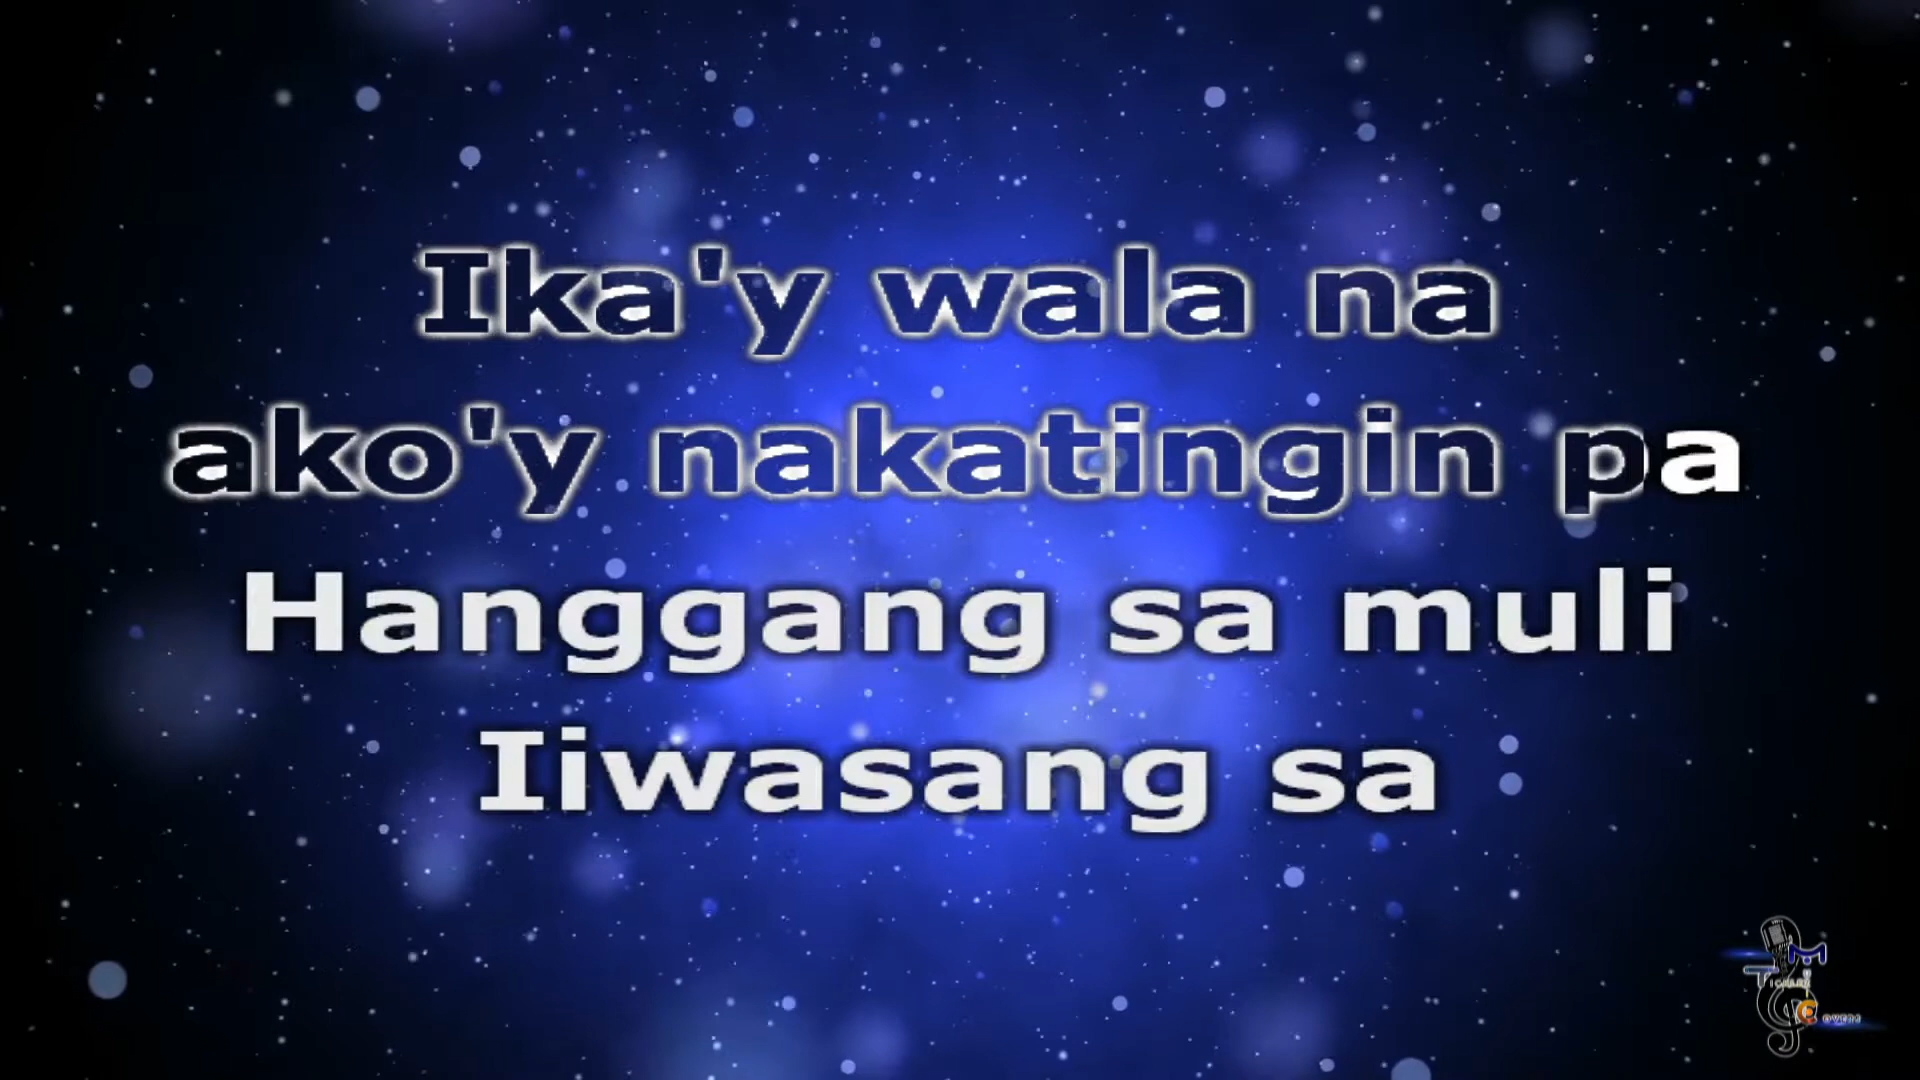 Ika'y wala na
ako'y nakatingin pa
Hanggang sa muli
Iiwasang sa